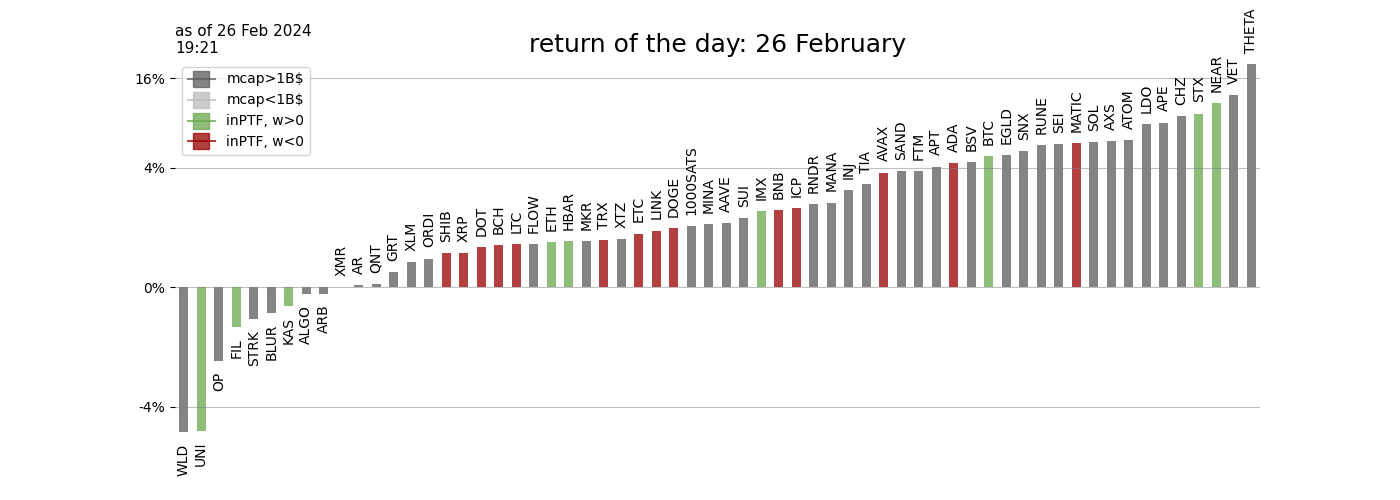 as of 26 Feb 2024
19:21
return of the day: 26 February
mcap>1B$
mcap<1B$
inPTF, w>0
inPTF, w<0
16%
4%
0%
-4%
WLD
UNI
OP
FIL
STRK
BLUR
KAS
ALGO
ARB
XMR
AR
QNT
GRT
XLM
ORDI
SHIB
XRP
DOT
BCH
LTC
FLOW
ETH
HBAR
MKR
TRX
XTZ
ETC
LINK
DOGE
1000SATS
MINA
AAVE
SUI
IMX
BNB
ICP
RNDR
MANA
INJ
TIA
AVAX
SAND
FTM
APT
ADA
BSV
BTC
EGLD
SNX
RUNE
SEI
MATIC
SOL
AXS
ATOM
LDO
APE
CHZ
STX
NEAR
VET
THETA